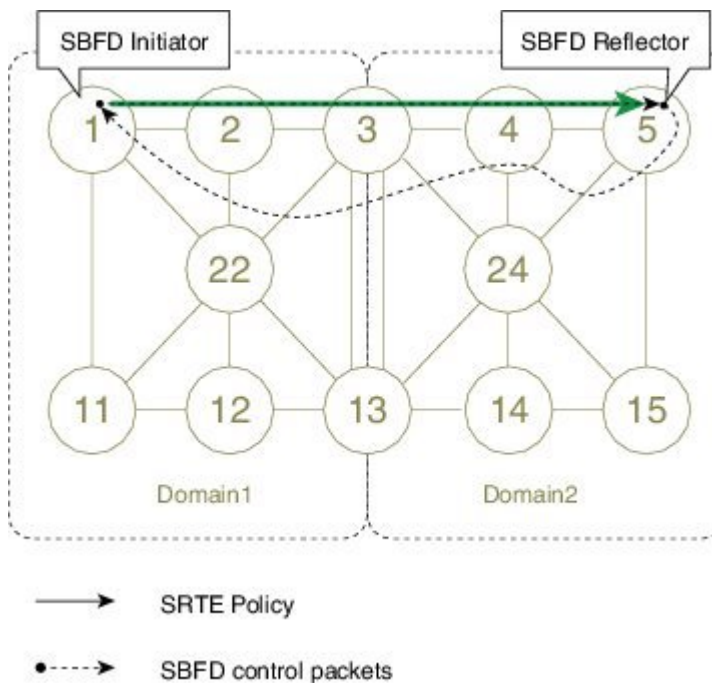 SBFD Initiator
SBFD Reflector
1
2
3
4
5
22
24
11
12
13
14
15
Domain1
Domain2
SRTE Policy
SBFD control packets